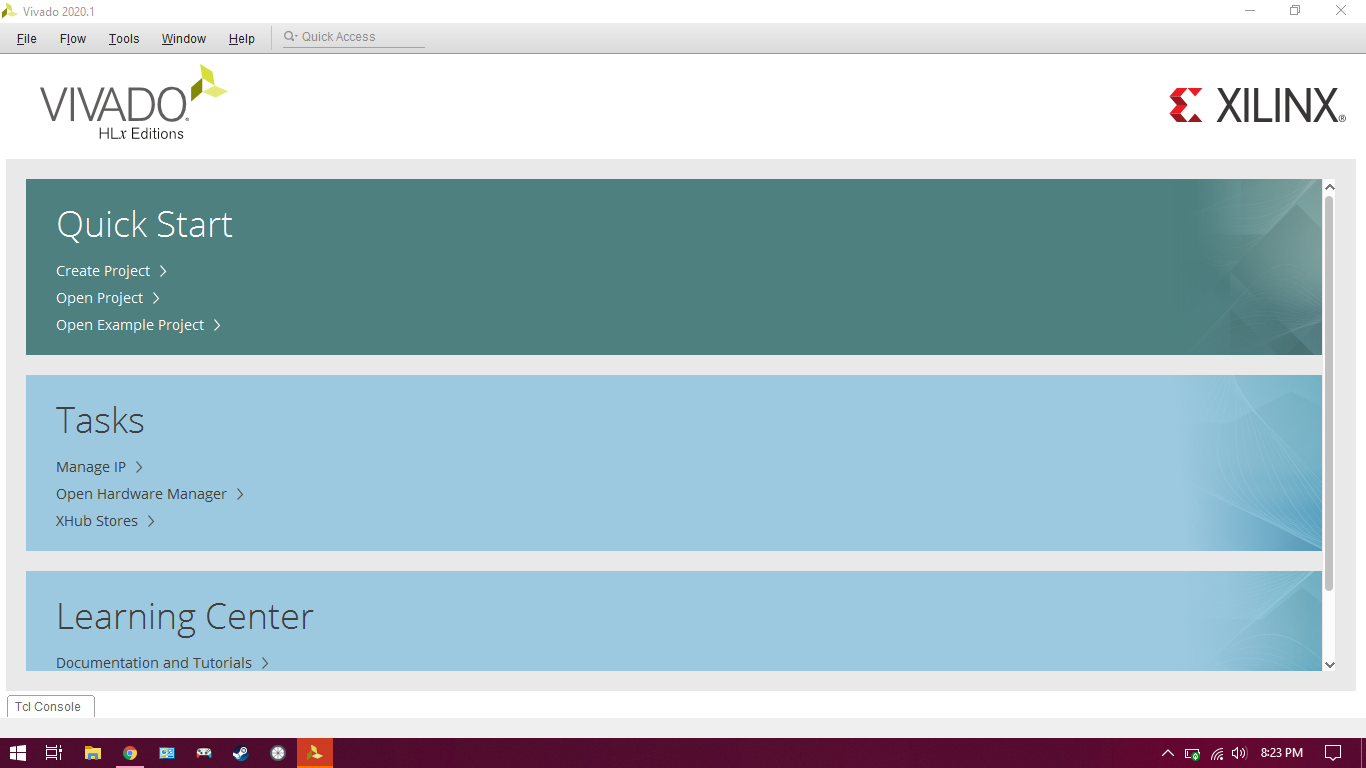 Vivado 2020.1
File Flow Tools Window Help Quick Access
VIVADO®
HLx Editions
XILINX®
Quick Start
Create Project
Open Project
Open Example Project
Tasks
Manage IP
Open Hardware Manager
XHub Stores
Learning Center
Documentation and Tutorials
Tcl Console
8:23 PM